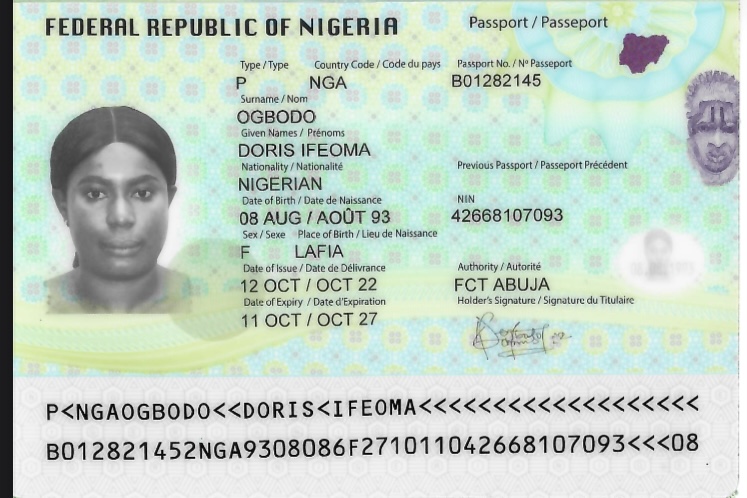 FEDERAL REPUBLIC OF NIGERIA
Passport / Passeport
Type / Type Country Code / Code du pays Passport No. / Nº Passeport
P NGA B01282145
Surname / Nom
OGBODO
Given Names / Prénoms
DORIS IFEOMA
Nationality / Nationalité Previous Passport / Passeport Précédent
NIGERIAN
Date of Birth / Date de Naissance NIN
08 AUG / AOÛT 93 42668107093
Sex / Sexe Place of Birth / Lieu de Naissance
F LAFIA
Date of Issue / Date de Délivrance Authority / Autorité
12 OCT / OCT 22 FCT ABUJA
Date of Expiry / Date d'Expiration Holder's Signature / Signature du Titulaire
11 OCT / OCT 27
P<NGAOGBODO<<DORIS<IFEOMA<<<<<<<<<<<<<<<<<<<
B012821452NGA9308086F271011042668107093<<<08